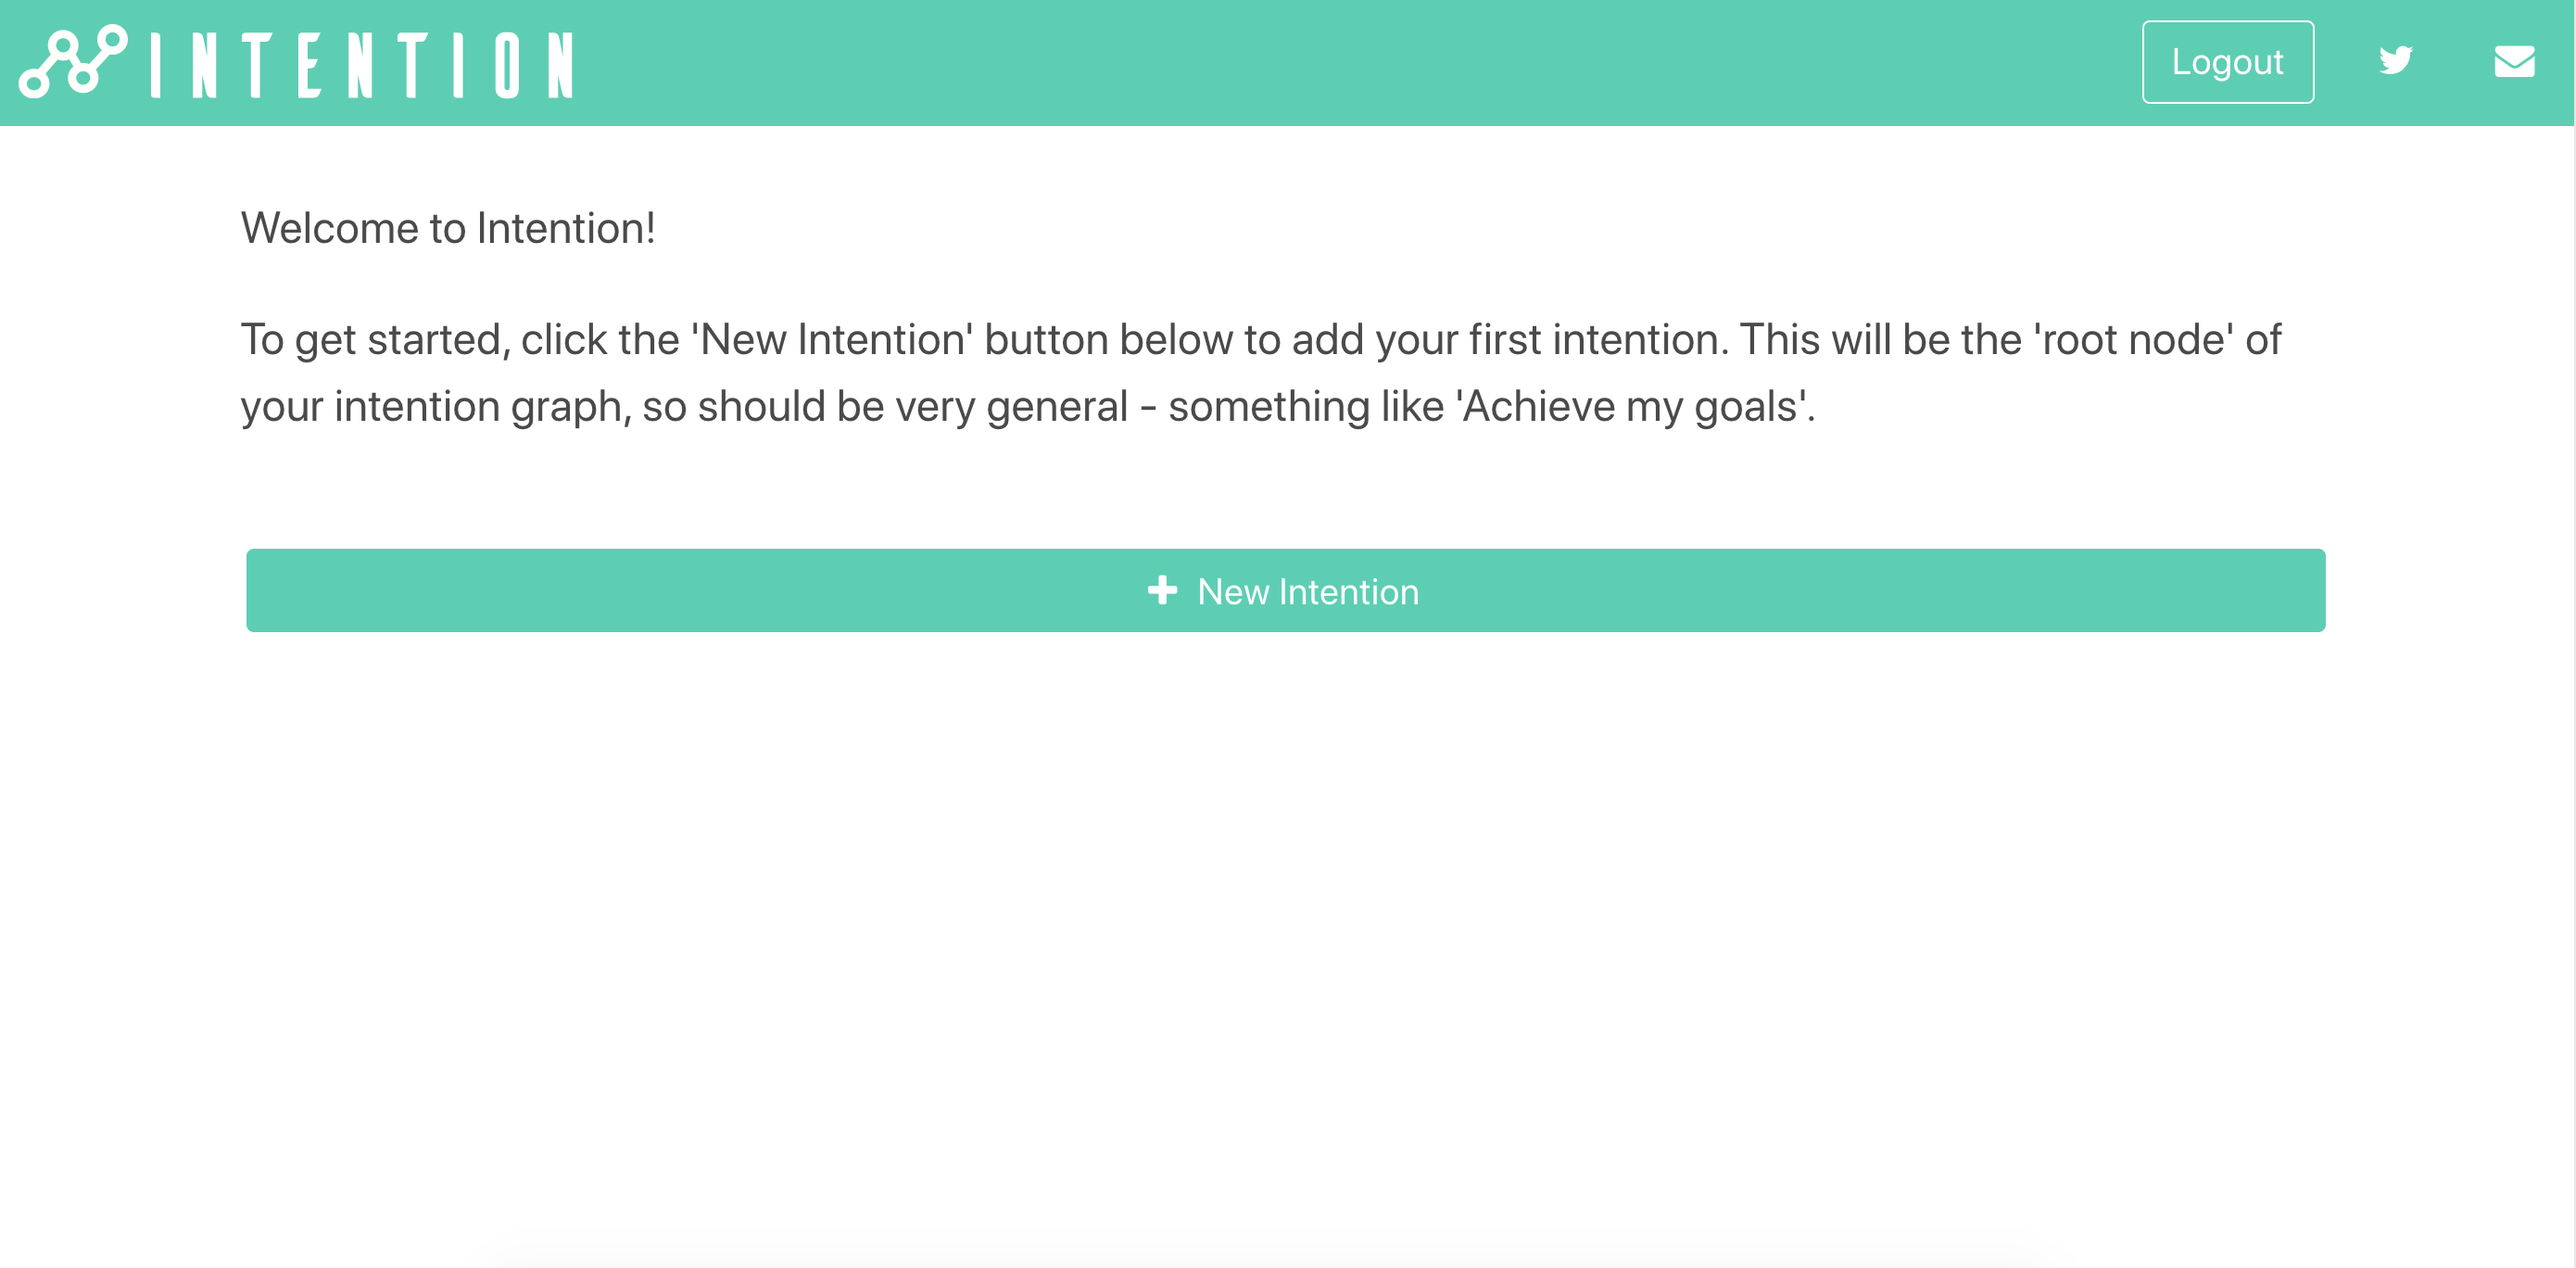 INTENTION
Logout
Welcome to Intention!
To get started, click the 'New Intention' button below to add your first intention. This will be the 'root node' of
your intention graph, so should be very general - something like 'Achieve my goals'.
New Intention